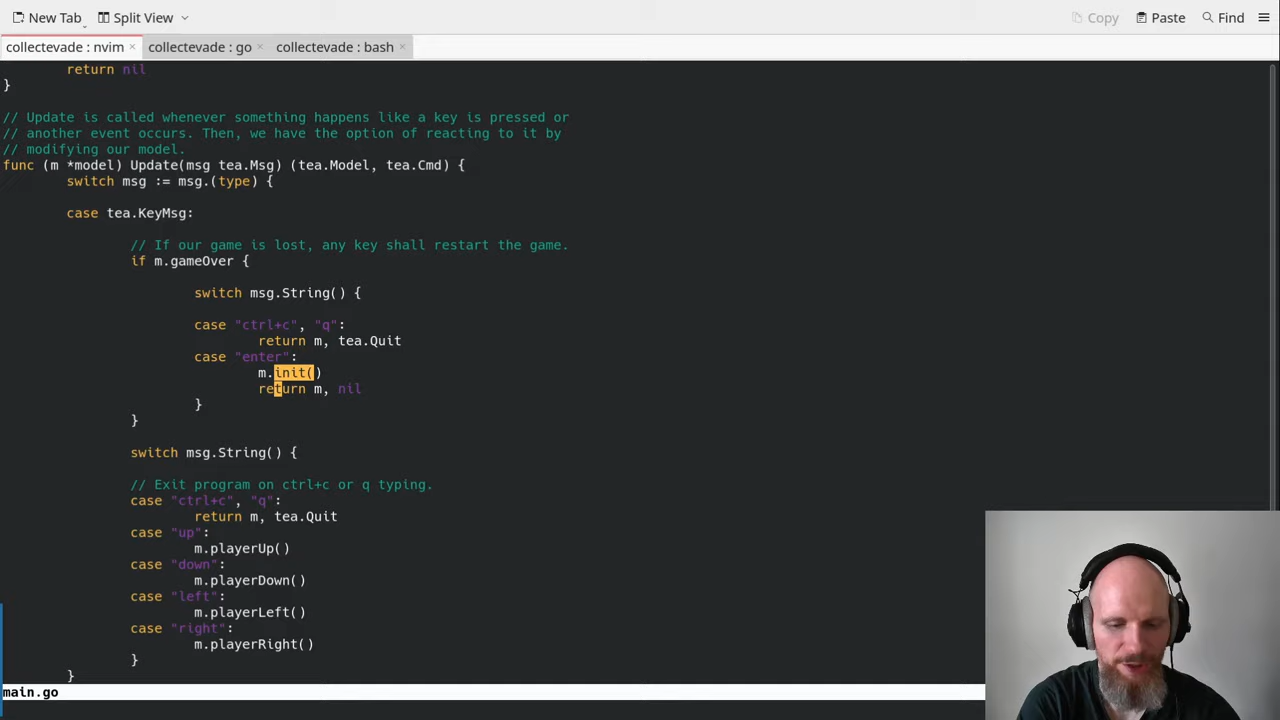 New Tab Split View Copy Paste Find
collectevade : nvim collectevade : go collectevade : bash
return nil
}
// Update is called whenever something happens like a key is pressed or
// another event occurs. Then, we have the option of reacting to it by
// modifying our model.
func (m *model) Update(msg tea.Msg) (tea.Model, tea.Cmd) {
switch msg := msg.(type) {
case tea.KeyMsg:
// If our game is lost, any key shall restart the game.
if m.gameOver {
switch msg.String() {
case "ctrl+c", "q":
return m, tea.Quit
case "enter":
m.init()
return m, nil
}
}
switch msg.String() {
// Exit program on ctrl+c or q typing.
case "ctrl+c", "q":
return m, tea.Quit
case "up":
m.playerUp()
case "down":
m.playerDown()
case "left":
m.playerLeft()
case "right":
m.playerRight()
}
}
main.go